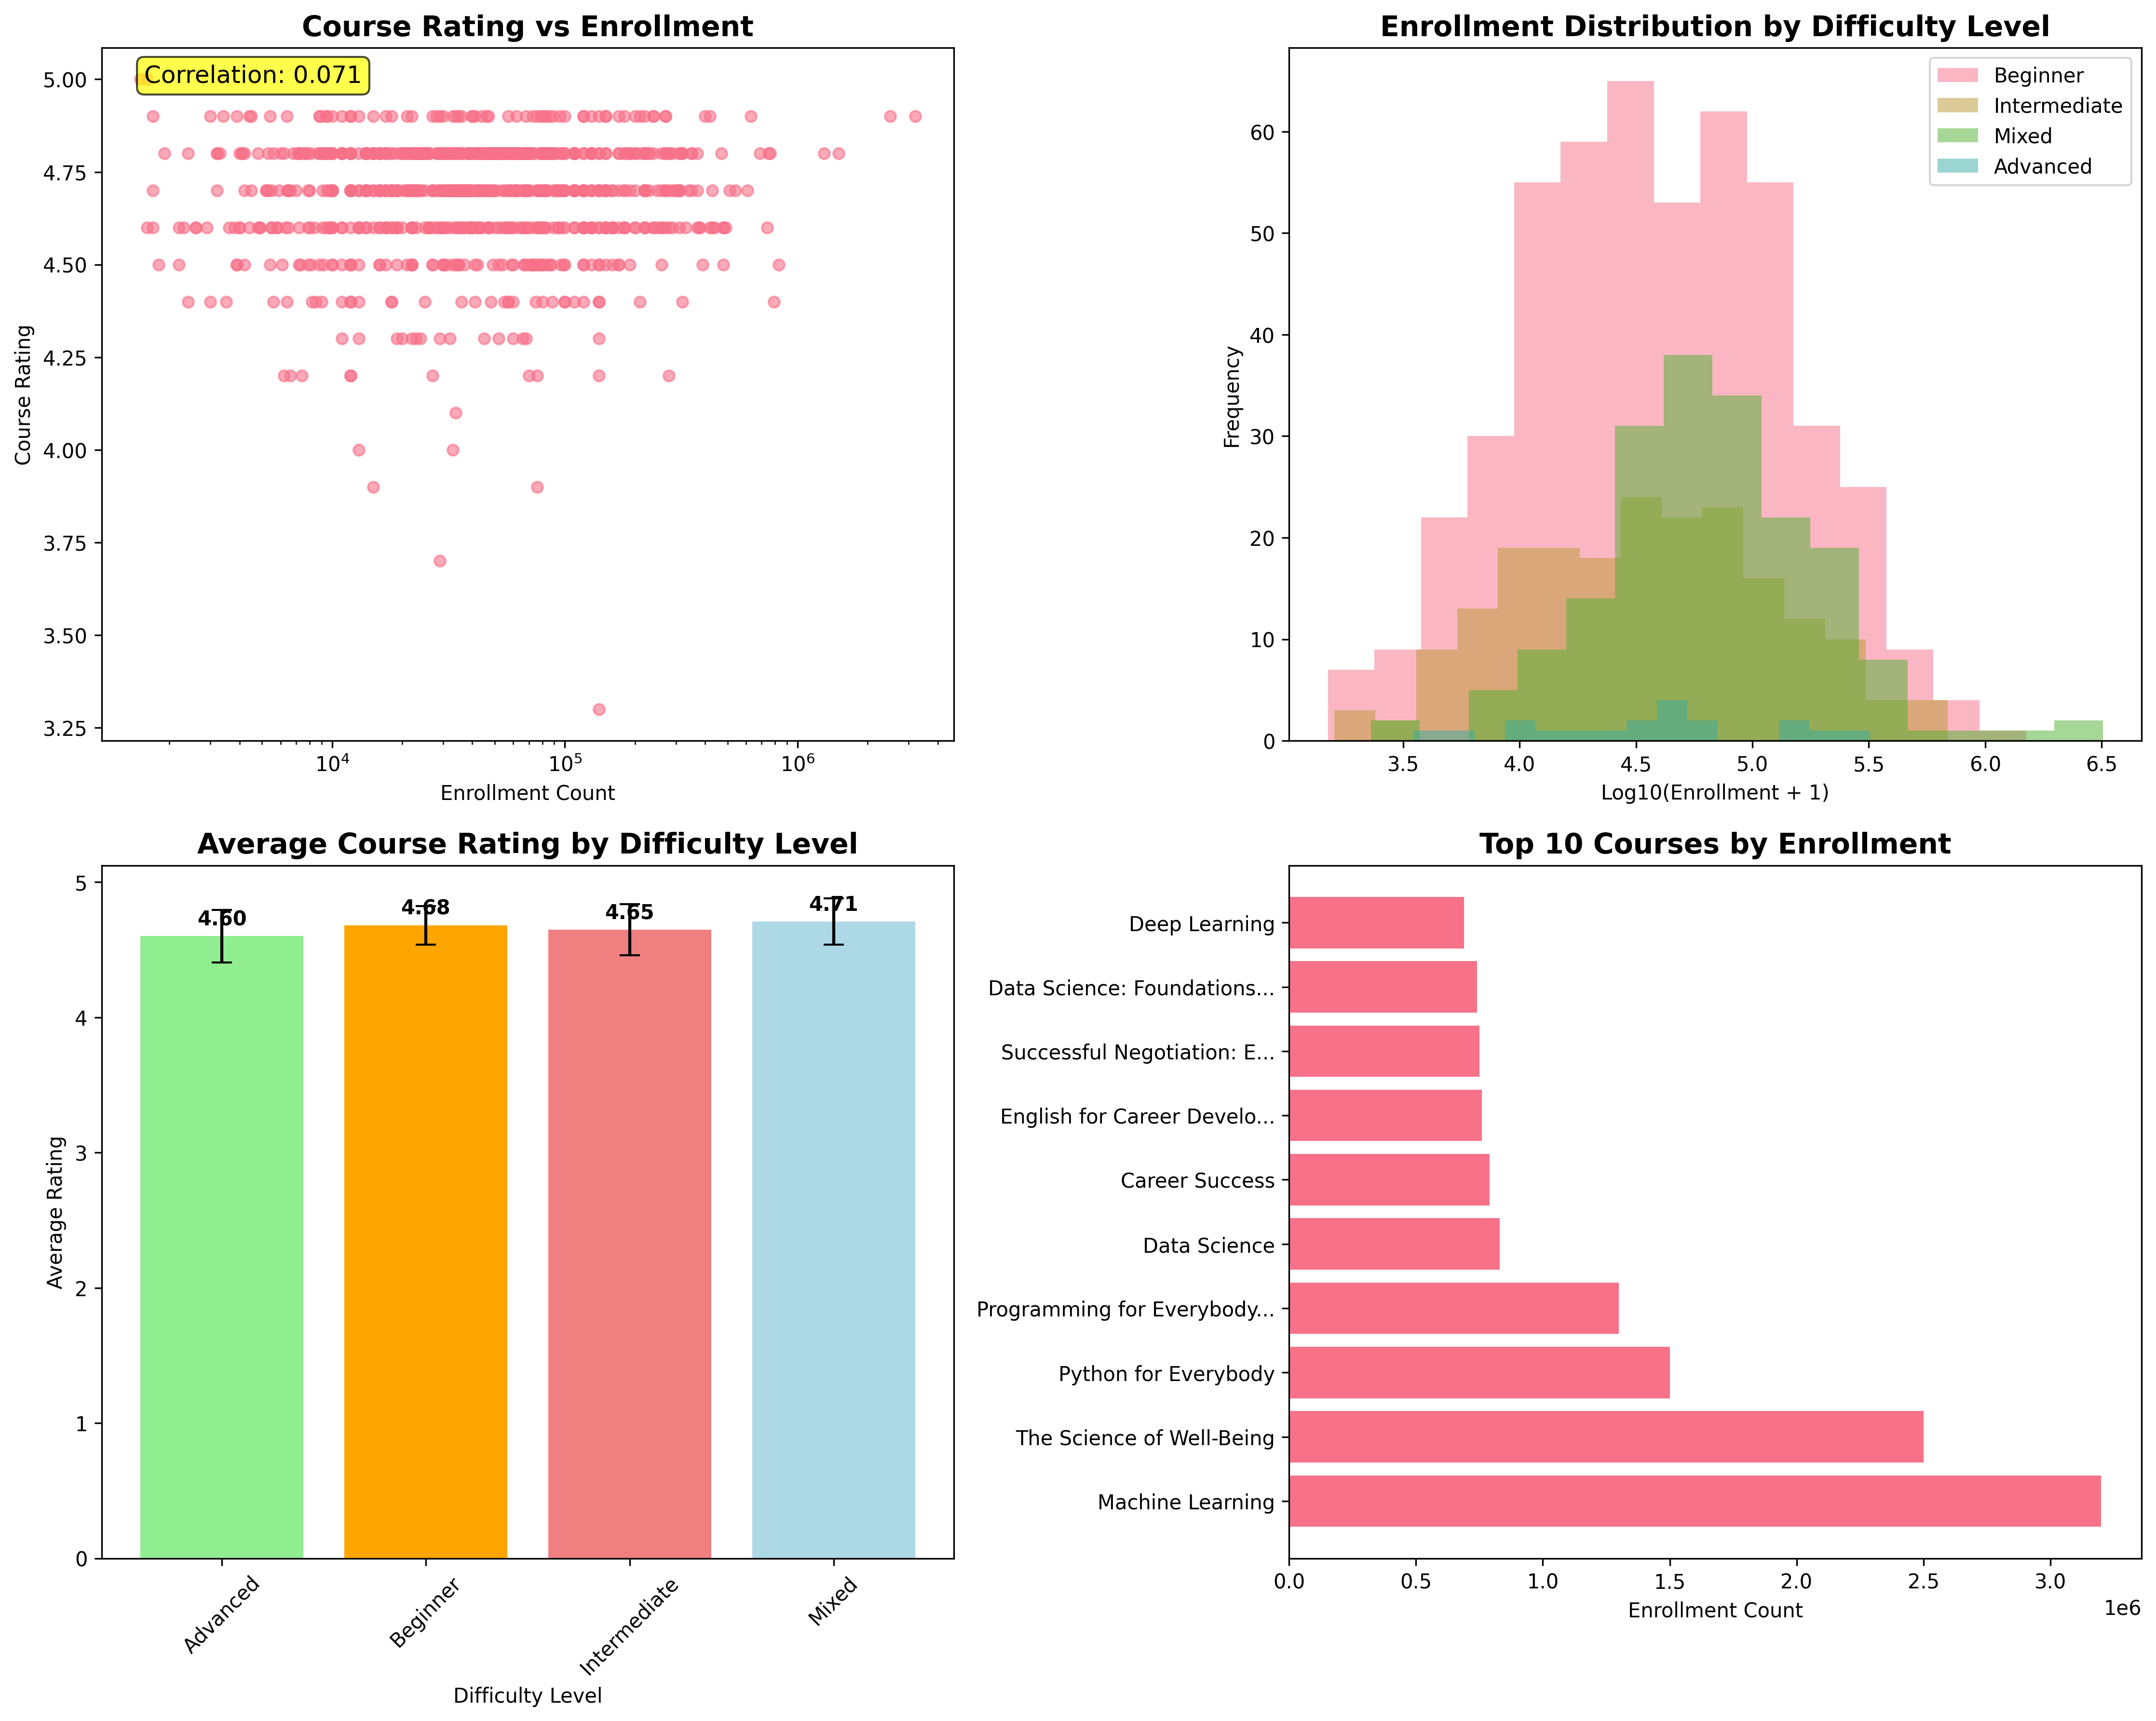 Course Rating vs Enrollment
Correlation: 0.071
5.00
4.75
4.50
4.25
4.00
3.75
3.50
3.25
Course Rating
10⁴ 10⁵ 10⁶
Enrollment Count
Enrollment Distribution by Difficulty Level
Beginner
Intermediate
Mixed
Advanced
60
50
40
30
20
10
0
Frequency
3.5 4.0 4.5 5.0 5.5 6.0 6.5
Log10(Enrollment + 1)
Average Course Rating by Difficulty Level
5
4
3
2
1
0
Average Rating
4.60 4.68 4.65 4.71
Advanced Beginner Intermediate Mixed
Difficulty Level
Top 10 Courses by Enrollment
Deep Learning
Data Science: Foundations...
Successful Negotiation: E...
English for Career Develo...
Career Success
Data Science
Programming for Everybody...
Python for Everybody
The Science of Well-Being
Machine Learning
0.0 0.5 1.0 1.5 2.0 2.5 3.0
Enrollment Count
1e6